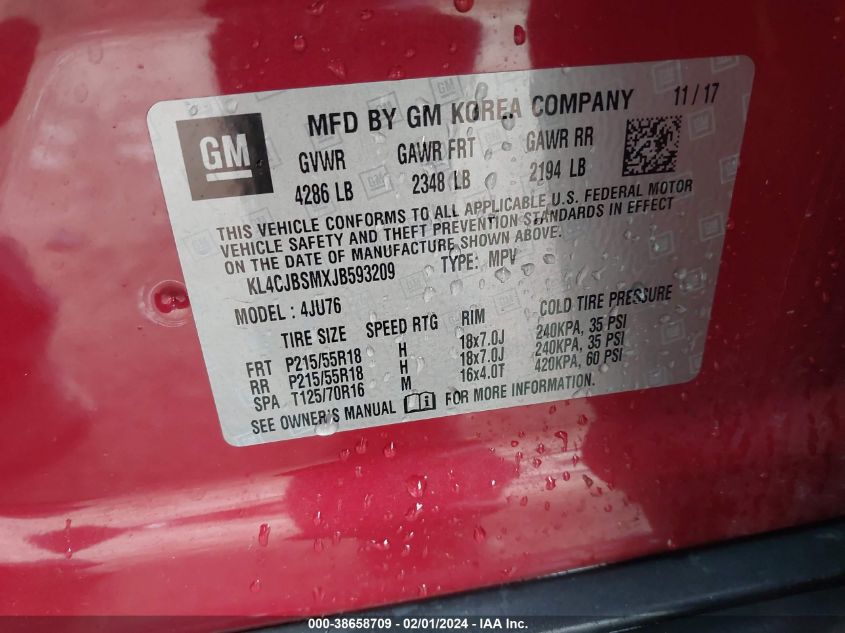 GM
MFD BY GM KOREA COMPANY 11 / 17
GVWR GAWR FRT GAWR RR
4286 LB 2348 LB 2194 LB
THIS VEHICLE CONFORMS TO ALL APPLICABLE U.S. FEDERAL MOTOR
VEHICLE SAFETY AND THEFT PREVENTION STANDARDS IN EFFECT
ON THE DATE OF MANUFACTURE SHOWN ABOVE.
KL4CJBSMXJB593209 TYPE: MPV
MODEL : 4JU76
TIRE SIZE SPEED RTG RIM COLD TIRE PRESSURE
FRT P215/55R18 H 18x7.0J 240KPA, 35 PSI
RR P215/55R18 H 18x7.0J 240KPA, 35 PSI
SPA T125/70R16 M 16x4.0T 420KPA, 60 PSI
SEE OWNER'S MANUAL FOR MORE INFORMATION.
000-38658709 - 02/01/2024 - IAA Inc.